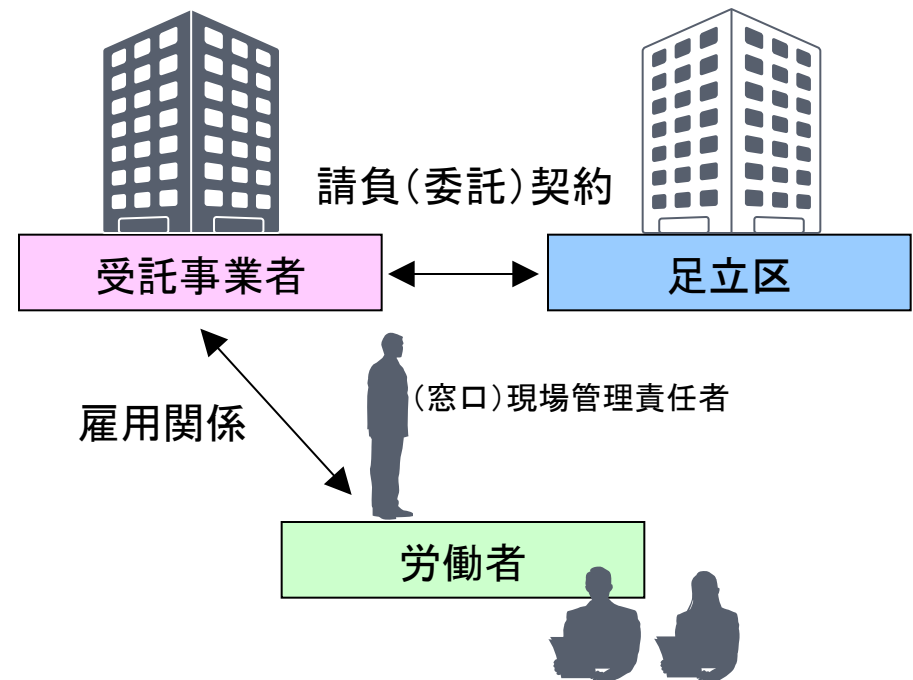 請負（委託）契約
受託事業者
足立区
（窓口）現場管理責任者
雇用関係
労働者